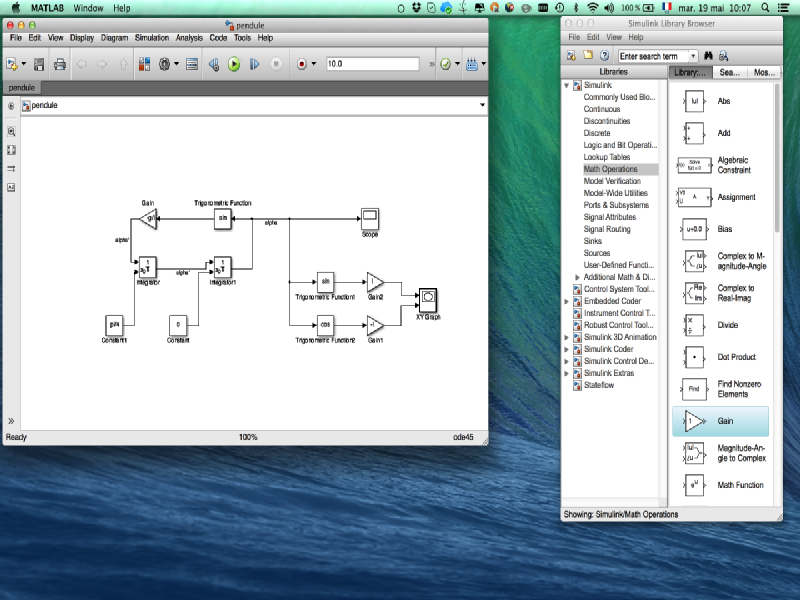 MATLAB Window Help
100% mar. 19 mai 10:07
pendule
File Edit View Display Diagram Simulation Analysis Code Tools Help
10.0
pendule
pendule
Gain
Trigonometric Function
sin
alpha
Scope
alpha''
1
Integrator
alpha'
1
Integrator1
sin
Trigonometric Function1
Gain2
cos
Trigonometric Function2
-l
Gain1
XY Graph
pi/4
Constant1
0
Constant
Ready 100% ode45
Simulink Library Browser
File Edit View Help
Enter search term
Libraries
Simulink
Commonly Used Blo...
Continuous
Discontinuities
Discrete
Logic and Bit Operati...
Lookup Tables
Math Operations
Model Verification
Model-Wide Utilities
Ports & Subsystems
Signal Attributes
Signal Routing
Sinks
Sources
User-Defined Functi...
Additional Math & Di...
Control System Tool...
Embedded Coder
Instrument Control T...
Robust Control Tool...
Simulink 3D Animation
Simulink Coder
Simulink Control De...
Simulink Extras
Stateflow
Library:... Sea... Mos...
|u| Abs
Add
Algebraic
Constraint
Assignment
u+0.0 Bias
Complex to M-
agnitude-Angle
Complex to
Real-Imag
Divide
Dot Product
Find Find Nonzero
Elements
1 Gain
Magnitude-An-
gle to Complex
Math Function
Showing: Simulink/Math Operations